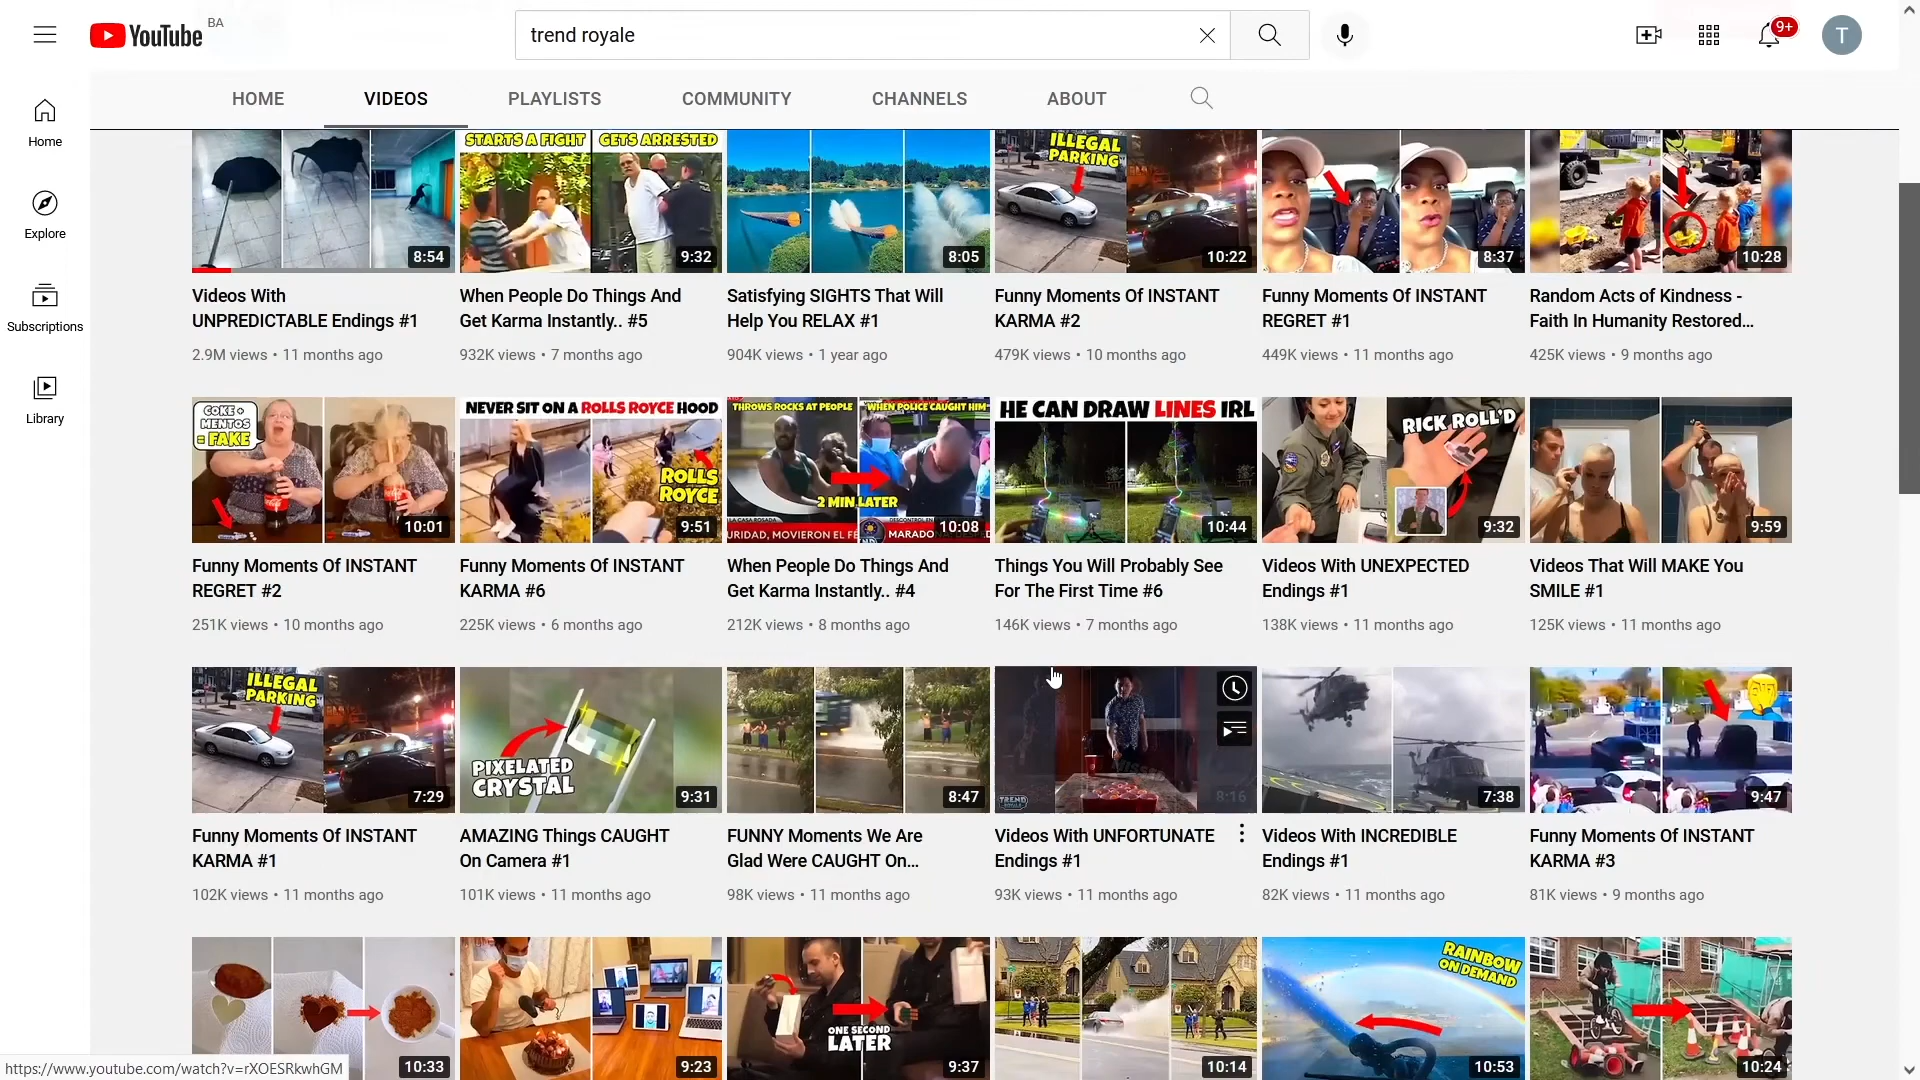 YouTube BA
trend royale
9+
T
HOME VIDEOS PLAYLISTS COMMUNITY CHANNELS ABOUT
Home
Explore
Subscriptions
Library
8:54
Videos With
UNPREDICTABLE Endings #1
2.9M views • 11 months ago
STARTS A FIGHT GETS ARRESTED
9:32
When People Do Things And
Get Karma Instantly.. #5
932K views • 7 months ago
8:05
Satisfying SIGHTS That Will
Help You RELAX #1
904K views • 1 year ago
ILLEGAL
PARKING
10:22
Funny Moments Of INSTANT
KARMA #2
479K views • 10 months ago
8:37
Funny Moments Of INSTANT
REGRET #1
449K views • 11 months ago
10:28
Random Acts of Kindness -
Faith In Humanity Restored...
425K views • 9 months ago
COKE +
MENTOS
= FAKE
10:01
Funny Moments Of INSTANT
REGRET #2
251K views • 10 months ago
NEVER SIT ON A ROLLS ROYCE HOOD
ROLLS
ROYCE
9:51
Funny Moments Of INSTANT
KARMA #6
225K views • 6 months ago
THROWS ROCKS AT PEOPLE WHEN POLICE CAUGHT HIM
2 MIN LATER
LA CASA ROSADA
URIDAD, MOVIERON EL FE
MARADO
10:08
When People Do Things And
Get Karma Instantly.. #4
212K views • 8 months ago
HE CAN DRAW LINES IRL
10:44
Things You Will Probably See
For The First Time #6
146K views • 7 months ago
RICK ROLL'D
9:32
Videos With UNEXPECTED
Endings #1
138K views • 11 months ago
9:59
Videos That Will MAKE You
SMILE #1
125K views • 11 months ago
ILLEGAL
PARKING
7:29
Funny Moments Of INSTANT
KARMA #1
102K views • 11 months ago
PIXELATED
CRYSTAL
9:31
AMAZING Things CAUGHT
On Camera #1
101K views • 11 months ago
8:47
FUNNY Moments We Are
Glad Were CAUGHT On...
98K views • 11 months ago
TREND
8:16
Videos With UNFORTUNATE
Endings #1
93K views • 11 months ago
7:38
Videos With INCREDIBLE
Endings #1
82K views • 11 months ago
9:47
Funny Moments Of INSTANT
KARMA #3
81K views • 9 months ago
10:33
9:23
ONE SECOND
LATER
9:37
10:14
RAINBOW
ON DEMAND
10:53
10:24
https://www.youtube.com/watch?v=rXOESRkwhGM